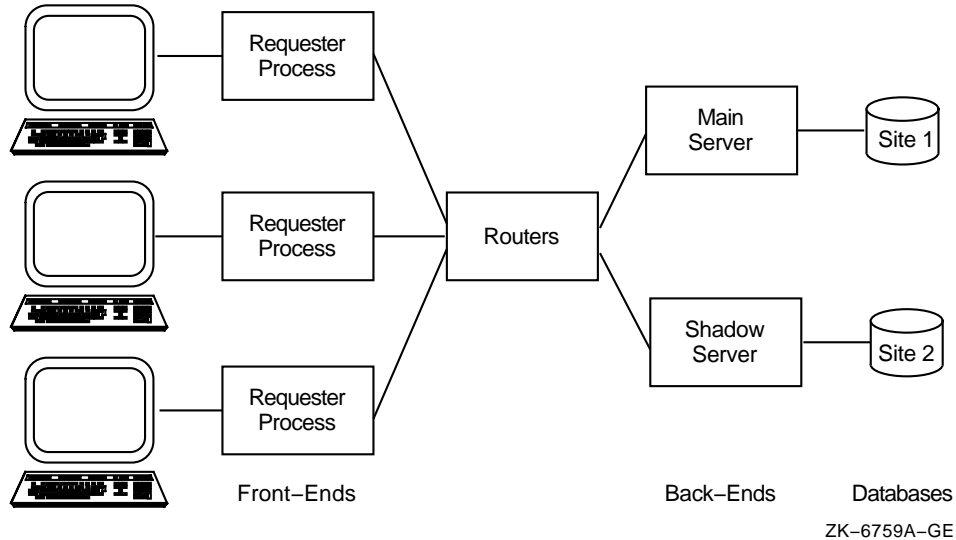 Requester
Process
Main
Server
Site 1
Requester
Process
Routers
Shadow
Server
Site 2
Requester
Process
Front−Ends
Back−Ends
Databases
ZK−6759A−GE